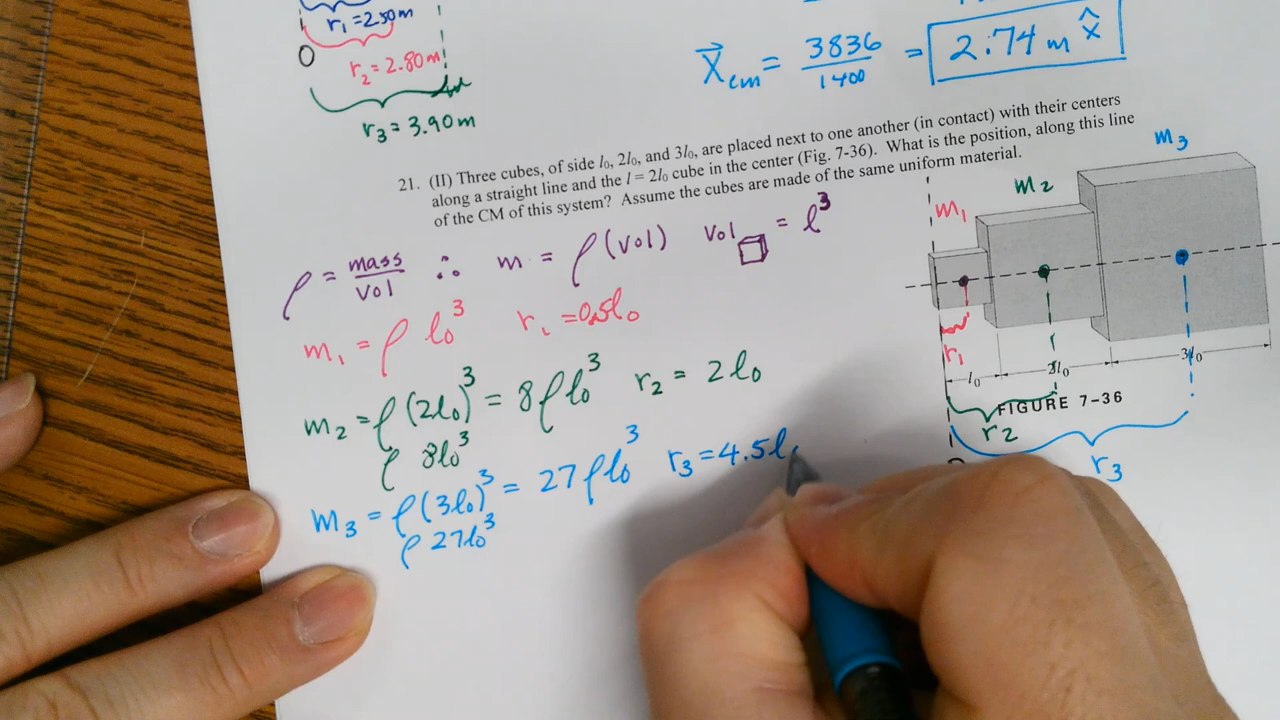 r₁ = 2.50 m
O
r₂ = 2.80 m
r₃ = 3.90 m
X⃗cm = 3836/1400 = 2.74 m x̂
21. (II) Three cubes, of side l₀, 2l₀, and 3l₀, are placed next to one another (in contact) with their centers
along a straight line and the l = 2l₀ cube in the center (Fig. 7-36). What is the position, along this line
of the CM of this system? Assume the cubes are made of the same uniform material.
ρ = mass/vol ∴ m = ρ(vol) vol = l³
m₁ = ρ l₀³ r₁ = 0.5l₀
m₂ = ρ(2l₀)³ = 8ρl₀³ r₂ = 2l₀
ρ 8l₀³
m₃ = ρ(3l₀)³ = 27ρl₀³ r₃ = 4.5l
ρ 27l₀³
m₁
m₂
m₃
r₁
l₀
2l₀
3l₀
FIGURE 7-36
r₂
r₃